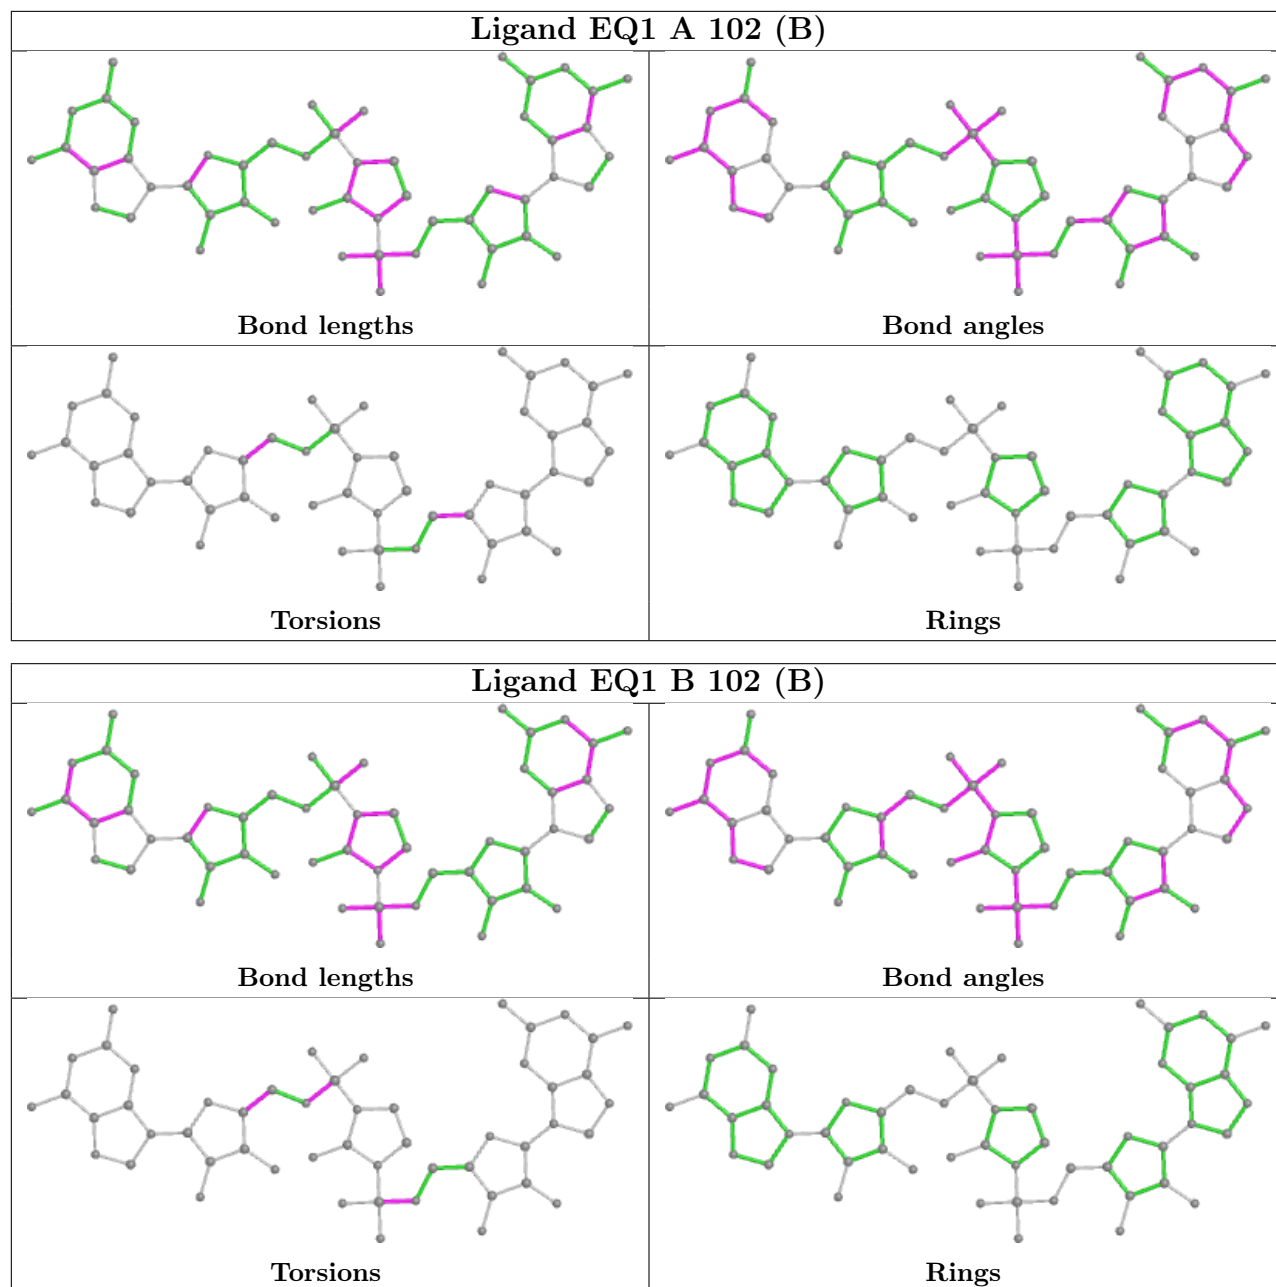 Ligand EQ1 A 102 (B)
Bond lengths
Bond angles
Torsions
Rings
Ligand EQ1 B 102 (B)
Bond lengths
Bond angles
Torsions
Rings